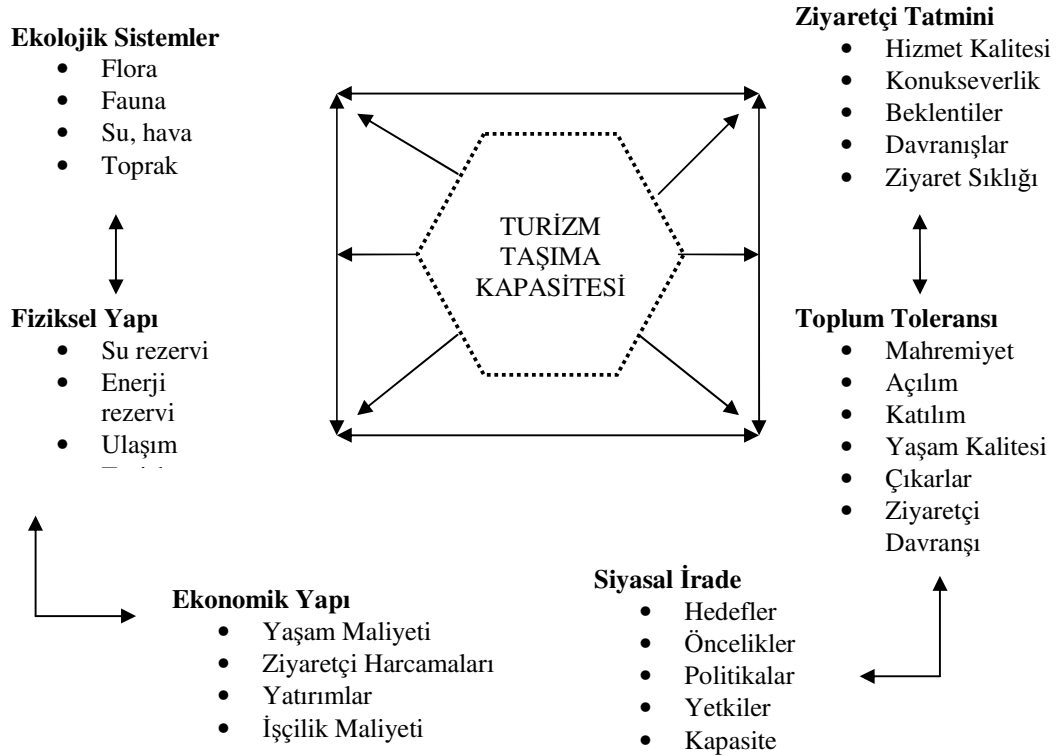 Ekolojik Sistemler
• Flora
• Fauna
• Su, hava
• Toprak
Fiziksel Yapı
• Su rezervi
• Enerji
rezervi
• Ulaşım
Ekonomik Yapı
• Yaşam Maliyeti
• Ziyaretçi Harcamaları
• Yatırımlar
• İşçilik Maliyeti
TURİZM
TAŞIMA
KAPASİTESİ
Ziyaretçi Tatmini
• Hizmet Kalitesi
• Konukseverlik
• Beklentiler
• Davranışlar
• Ziyaret Sıklığı
Toplum Toleransı
• Mahremiyet
• Açılım
• Katılım
• Yaşam Kalitesi
• Çıkarlar
• Ziyaretçi
Davranşı
Siyasal İrade
• Hedefler
• Öncelikler
• Politikalar
• Yetkiler
• Kapasite